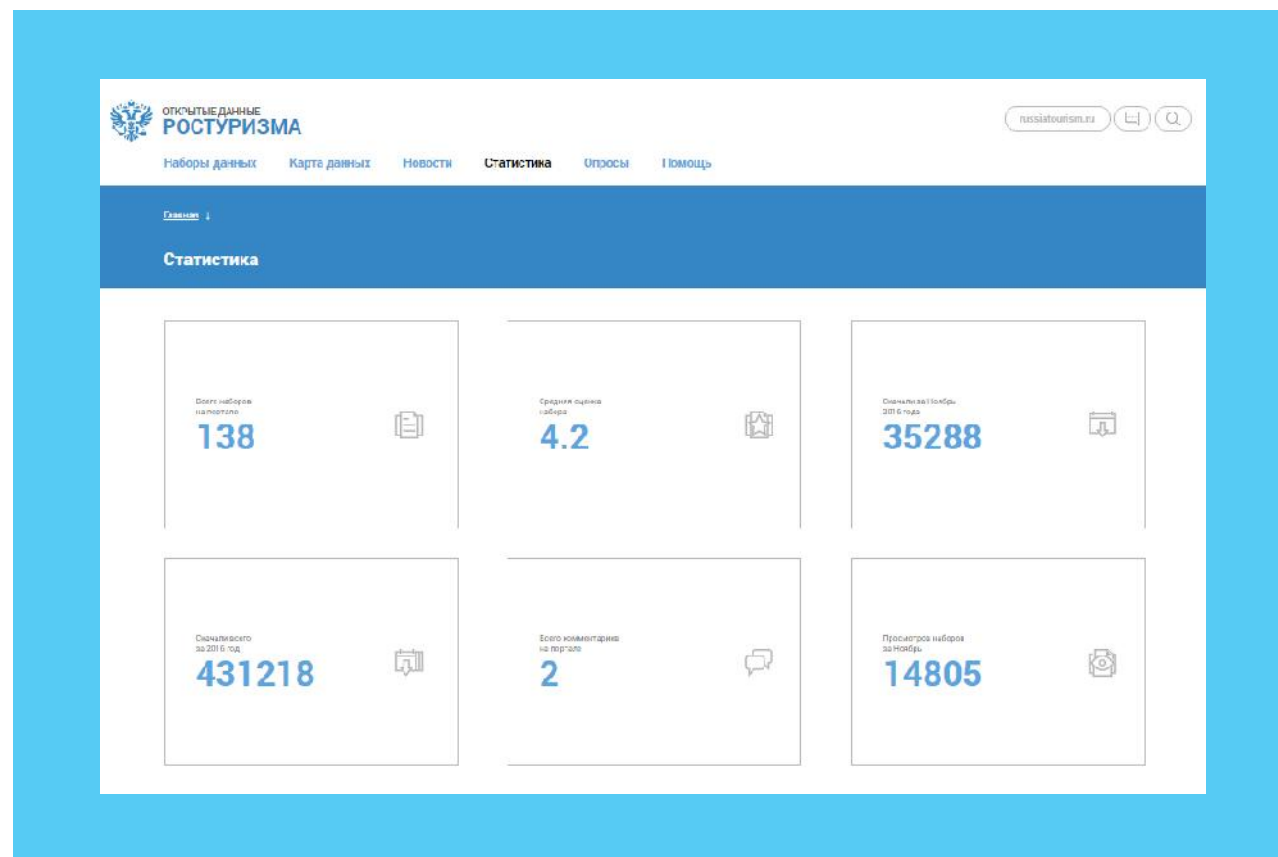 ОТКРЫТЫЕ ДАННЫЕ
РОСТУРИЗМА
russiatourism.ru
Наборы данных Карта данных Новости Статистика Опросы Помощь
Главная ↓
Статистика
Всего наборов
на портале
138
Средняя оценка
набора
4.2
Скачали за Ноябрь
2016 года
35288
Скачали всего
за 2016 год
431218
Всего комментариев
на портале
2
Просмотров наборов
за Ноябрь
14805